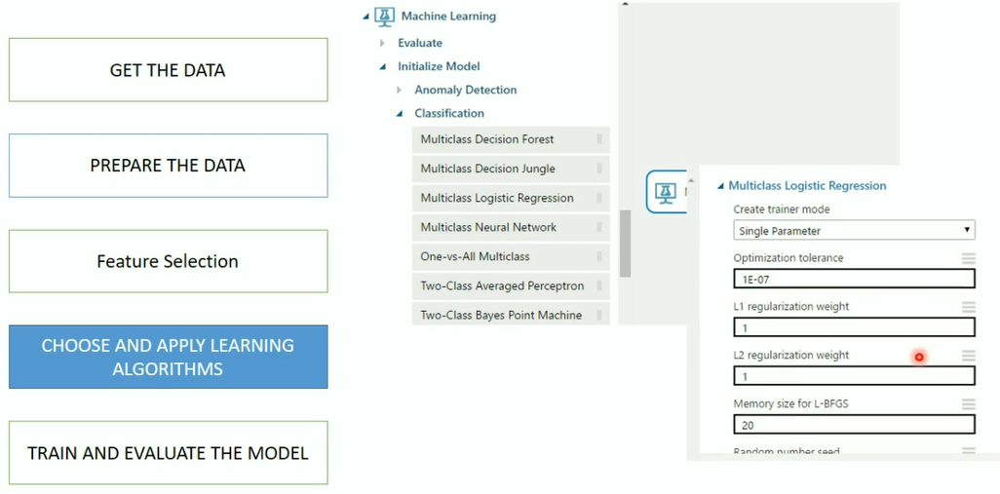 GET THE DATA
PREPARE THE DATA
Feature Selection
CHOOSE AND APPLY LEARNING
ALGORITHMS
TRAIN AND EVALUATE THE MODEL
Machine Learning
Evaluate
Initialize Model
Anomaly Detection
Classification
Multiclass Decision Forest
Multiclass Decision Jungle
Multiclass Logistic Regression
Multiclass Neural Network
One-vs-All Multiclass
Two-Class Averaged Perceptron
Two-Class Bayes Point Machine
Multiclass Logistic Regression
Create trainer mode
Single Parameter
Optimization tolerance
1E-07
L1 regularization weight
1
L2 regularization weight
1
Memory size for L-BFGS
20
Random number seed